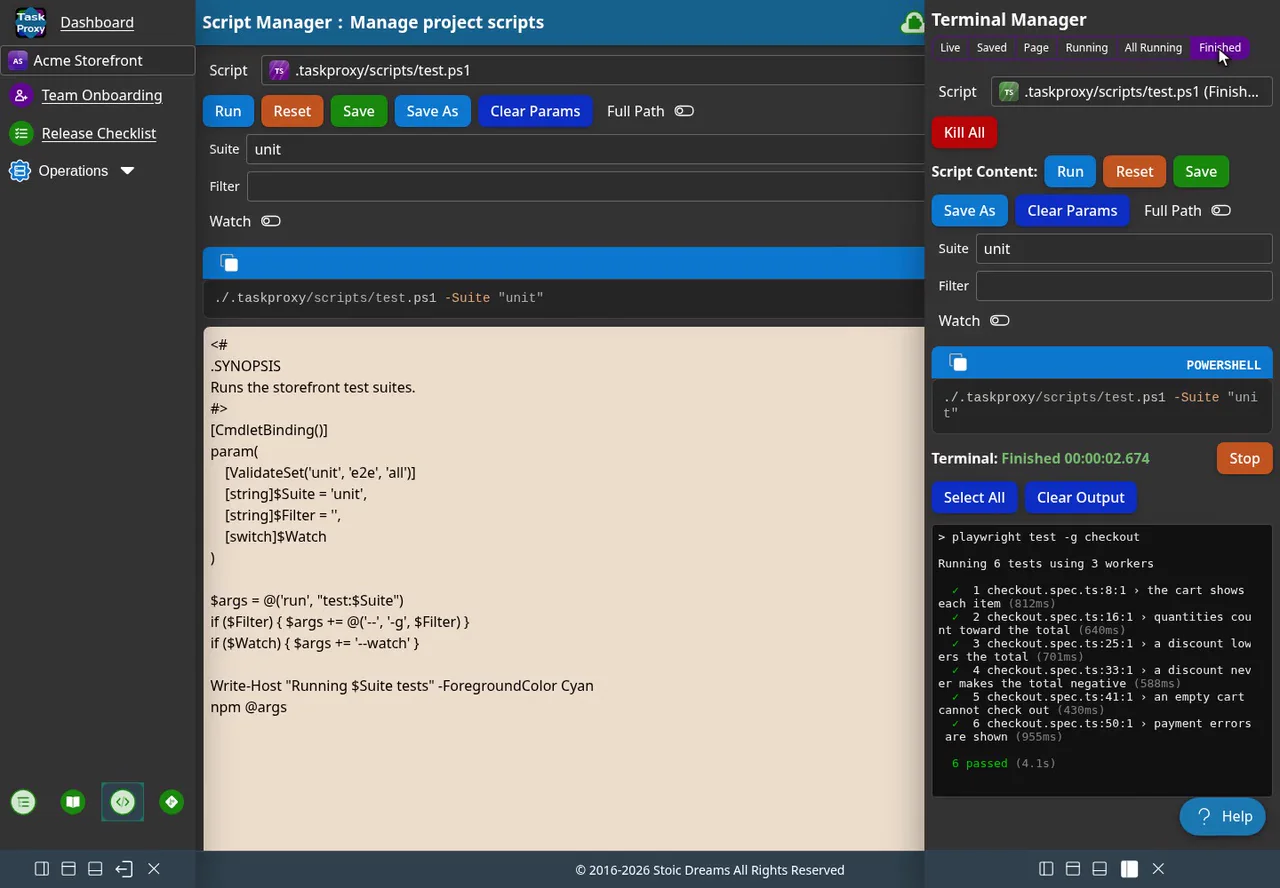 Task
Proxy
Dashboard
AS
Acme Storefront
Team Onboarding
Release Checklist
Operations
Script Manager : Manage project scripts
Script
TS
.taskproxy/scripts/test.ps1
Run
Reset
Save
Save As
Clear Params
Full Path
Suite
unit
Filter
Watch
./.taskproxy/scripts/test.ps1 -Suite "unit"
<#
.SYNOPSIS
Runs the storefront test suites.
#>
[CmdletBinding()]
param(
[ValidateSet('unit', 'e2e', 'all')]
[string]$Suite = 'unit',
[string]$Filter = '',
[switch]$Watch
)
$args = @('run', "test:$Suite")
if ($Filter) { $args += @('--', '-g', $Filter) }
if ($Watch) { $args += '--watch' }
Write-Host "Running $Suite tests" -ForegroundColor Cyan
npm @args
© 2016-2026 Stoic Dreams All Rights Reserved
Terminal Manager
Live
Saved
Page
Running
All Running
Finished
Script
TS
.taskproxy/scripts/test.ps1 (Finish...
Kill All
Script Content:
Run
Reset
Save
Save As
Clear Params
Full Path
Suite
unit
Filter
Watch
POWERSHELL
./.taskproxy/scripts/test.ps1 -Suite "uni
t"
Terminal: Finished 00:00:02.674
Stop
Select All
Clear Output
> playwright test -g checkout
Running 6 tests using 3 workers
✓ 1 checkout.spec.ts:8:1 › the cart shows
each item (812ms)
✓ 2 checkout.spec.ts:16:1 › quantities cou
nt toward the total (640ms)
✓ 3 checkout.spec.ts:25:1 › a discount low
ers the total (701ms)
✓ 4 checkout.spec.ts:33:1 › a discount nev
er makes the total negative (588ms)
✓ 5 checkout.spec.ts:41:1 › an empty cart
cannot check out (430ms)
✓ 6 checkout.spec.ts:50:1 › payment errors
are shown (955ms)
6 passed (4.1s)
? Help